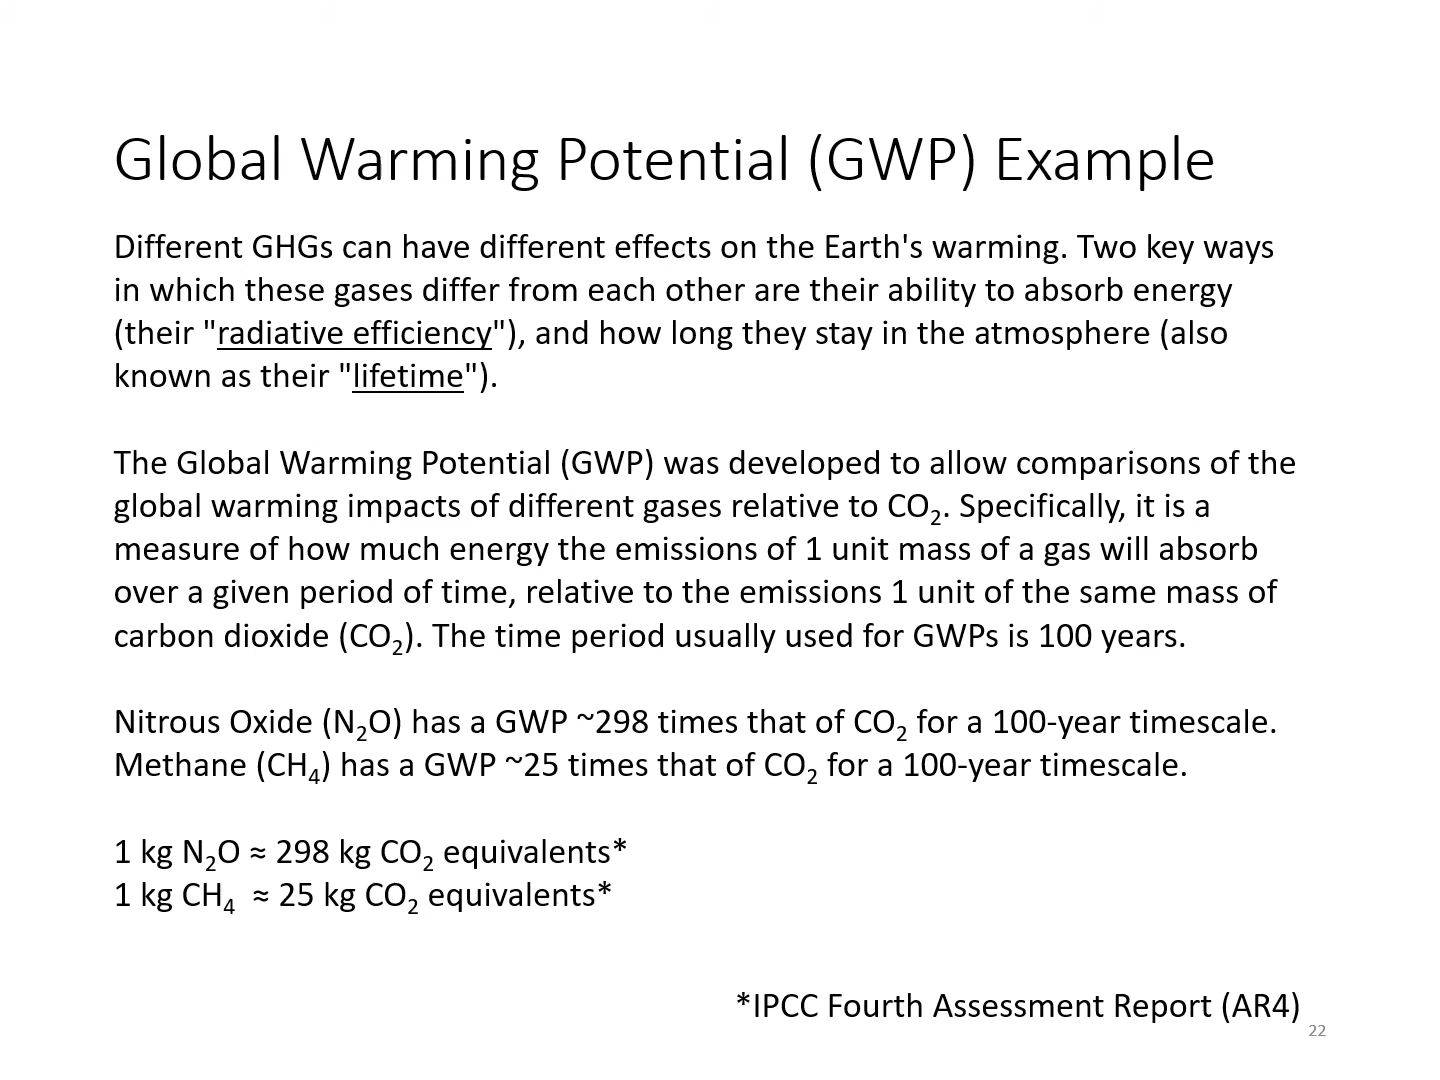 Global Warming Potential (GWP) Example
Different GHGs can have different effects on the Earth's warming. Two key ways
in which these gases differ from each other are their ability to absorb energy
(their "radiative efficiency"), and how long they stay in the atmosphere (also
known as their "lifetime").
The Global Warming Potential (GWP) was developed to allow comparisons of the
global warming impacts of different gases relative to CO₂. Specifically, it is a
measure of how much energy the emissions of 1 unit mass of a gas will absorb
over a given period of time, relative to the emissions 1 unit of the same mass of
carbon dioxide (CO₂). The time period usually used for GWPs is 100 years.
Nitrous Oxide (N₂O) has a GWP ~298 times that of CO₂ for a 100-year timescale.
Methane (CH₄) has a GWP ~25 times that of CO₂ for a 100-year timescale.
1 kg N₂O ≈ 298 kg CO₂ equivalents*
1 kg CH₄ ≈ 25 kg CO₂ equivalents*
*IPCC Fourth Assessment Report (AR4)
22